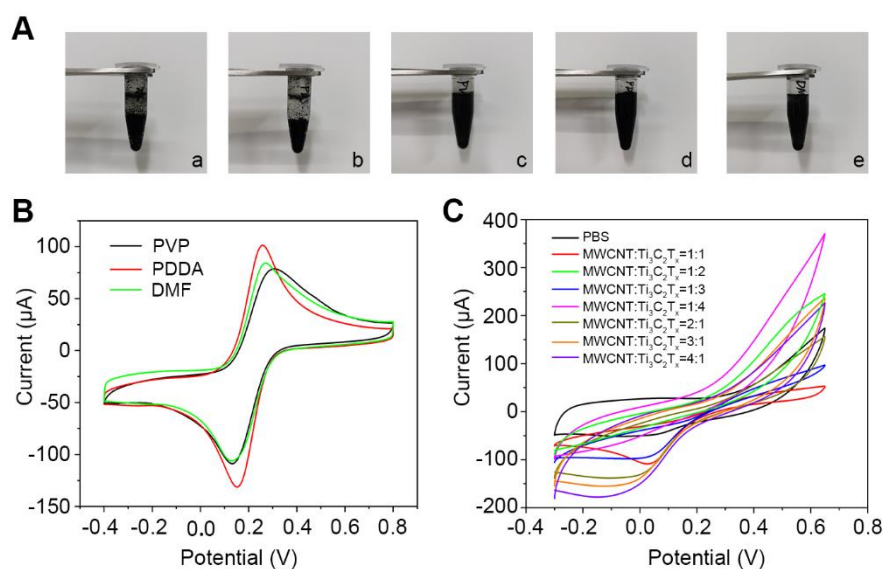 A
a
b
c
d
e
B
PVP
PDDA
DMF
100
50
0
-50
-100
-150
Current (μA)
-0.4
-0.2
0.0
0.2
0.4
0.6
0.8
Potential (V)
C
PBS
MWCNT:Ti₃C₂Tₓ=1:1
MWCNT:Ti₃C₂Tₓ=1:2
MWCNT:Ti₃C₂Tₓ=1:3
MWCNT:Ti₃C₂Tₓ=1:4
MWCNT:Ti₃C₂Tₓ=2:1
MWCNT:Ti₃C₂Tₓ=3:1
MWCNT:Ti₃C₂Tₓ=4:1
400
300
200
100
0
-100
-200
Current (μA)
-0.2
0.0
0.2
0.4
0.6
0.8
Potential (V)